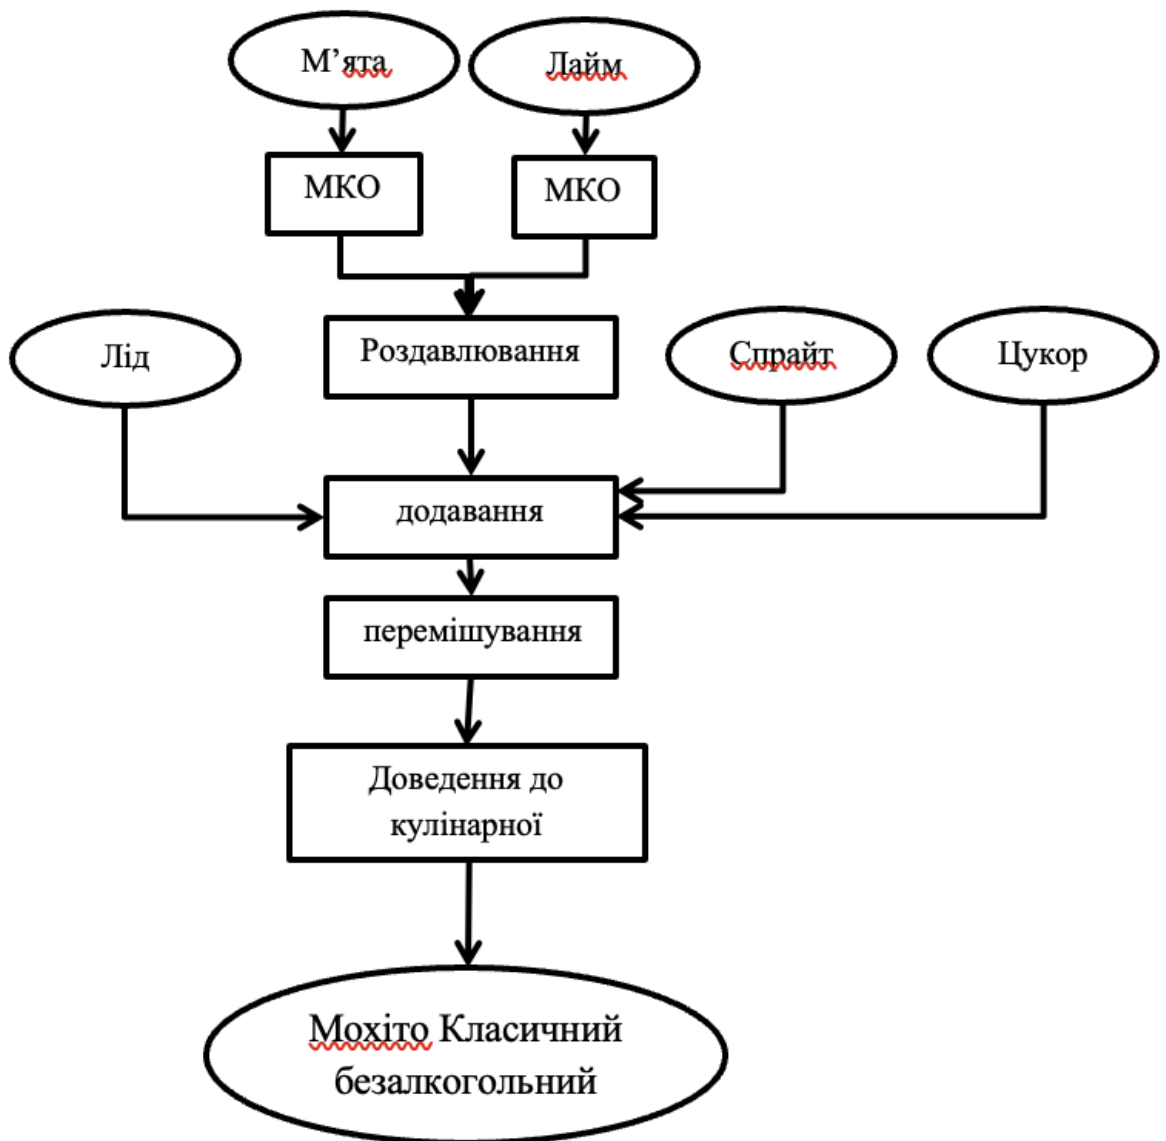 М’ята
Лайм
МКО
МКО
Роздавлювання
Лід
Спрайт
Цукор
додавання
перемішування
Доведення до
кулінарної
Мохіто Класичний
безалкогольний